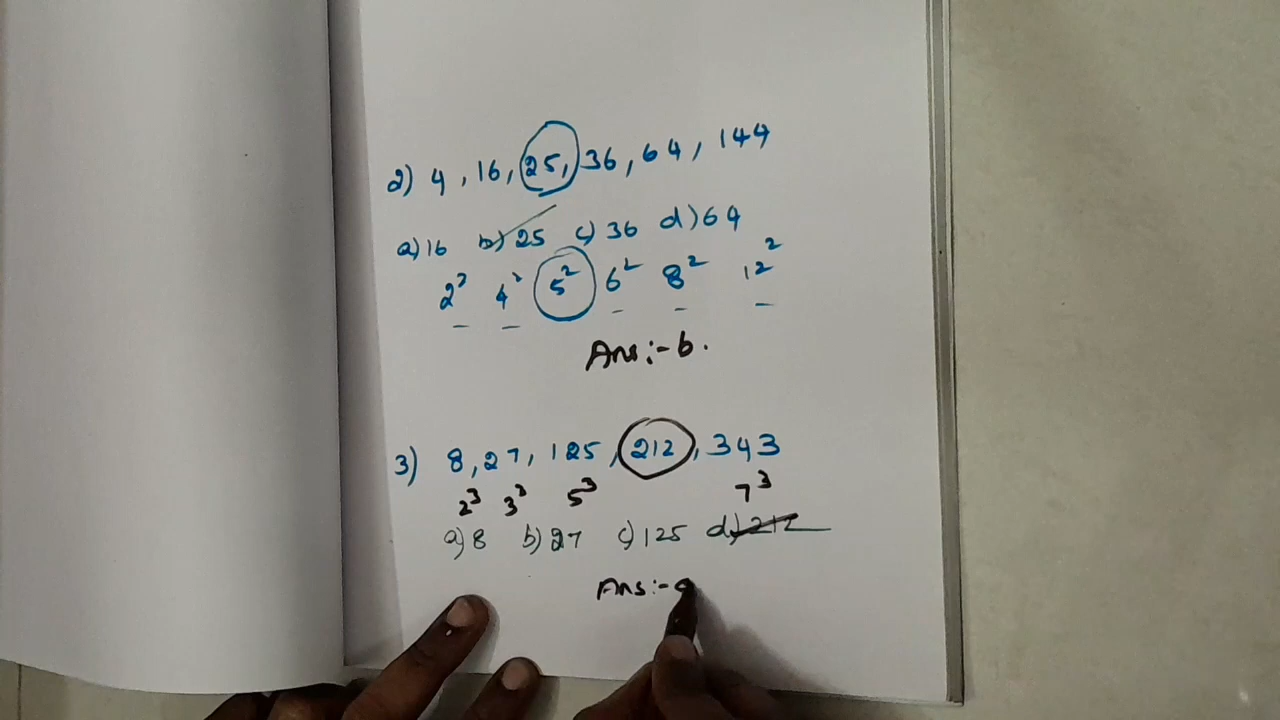 2) 4, 16, 25, 36, 64, 144
a) 16 b) 25 c) 36 d) 64
2² 4² 5² 6² 8² 12²
Ans:- b.
3) 8, 27, 125, 212, 343
2³ 3³ 5³ 7³
a) 8 b) 27 c) 125 d) 212
Ans:-